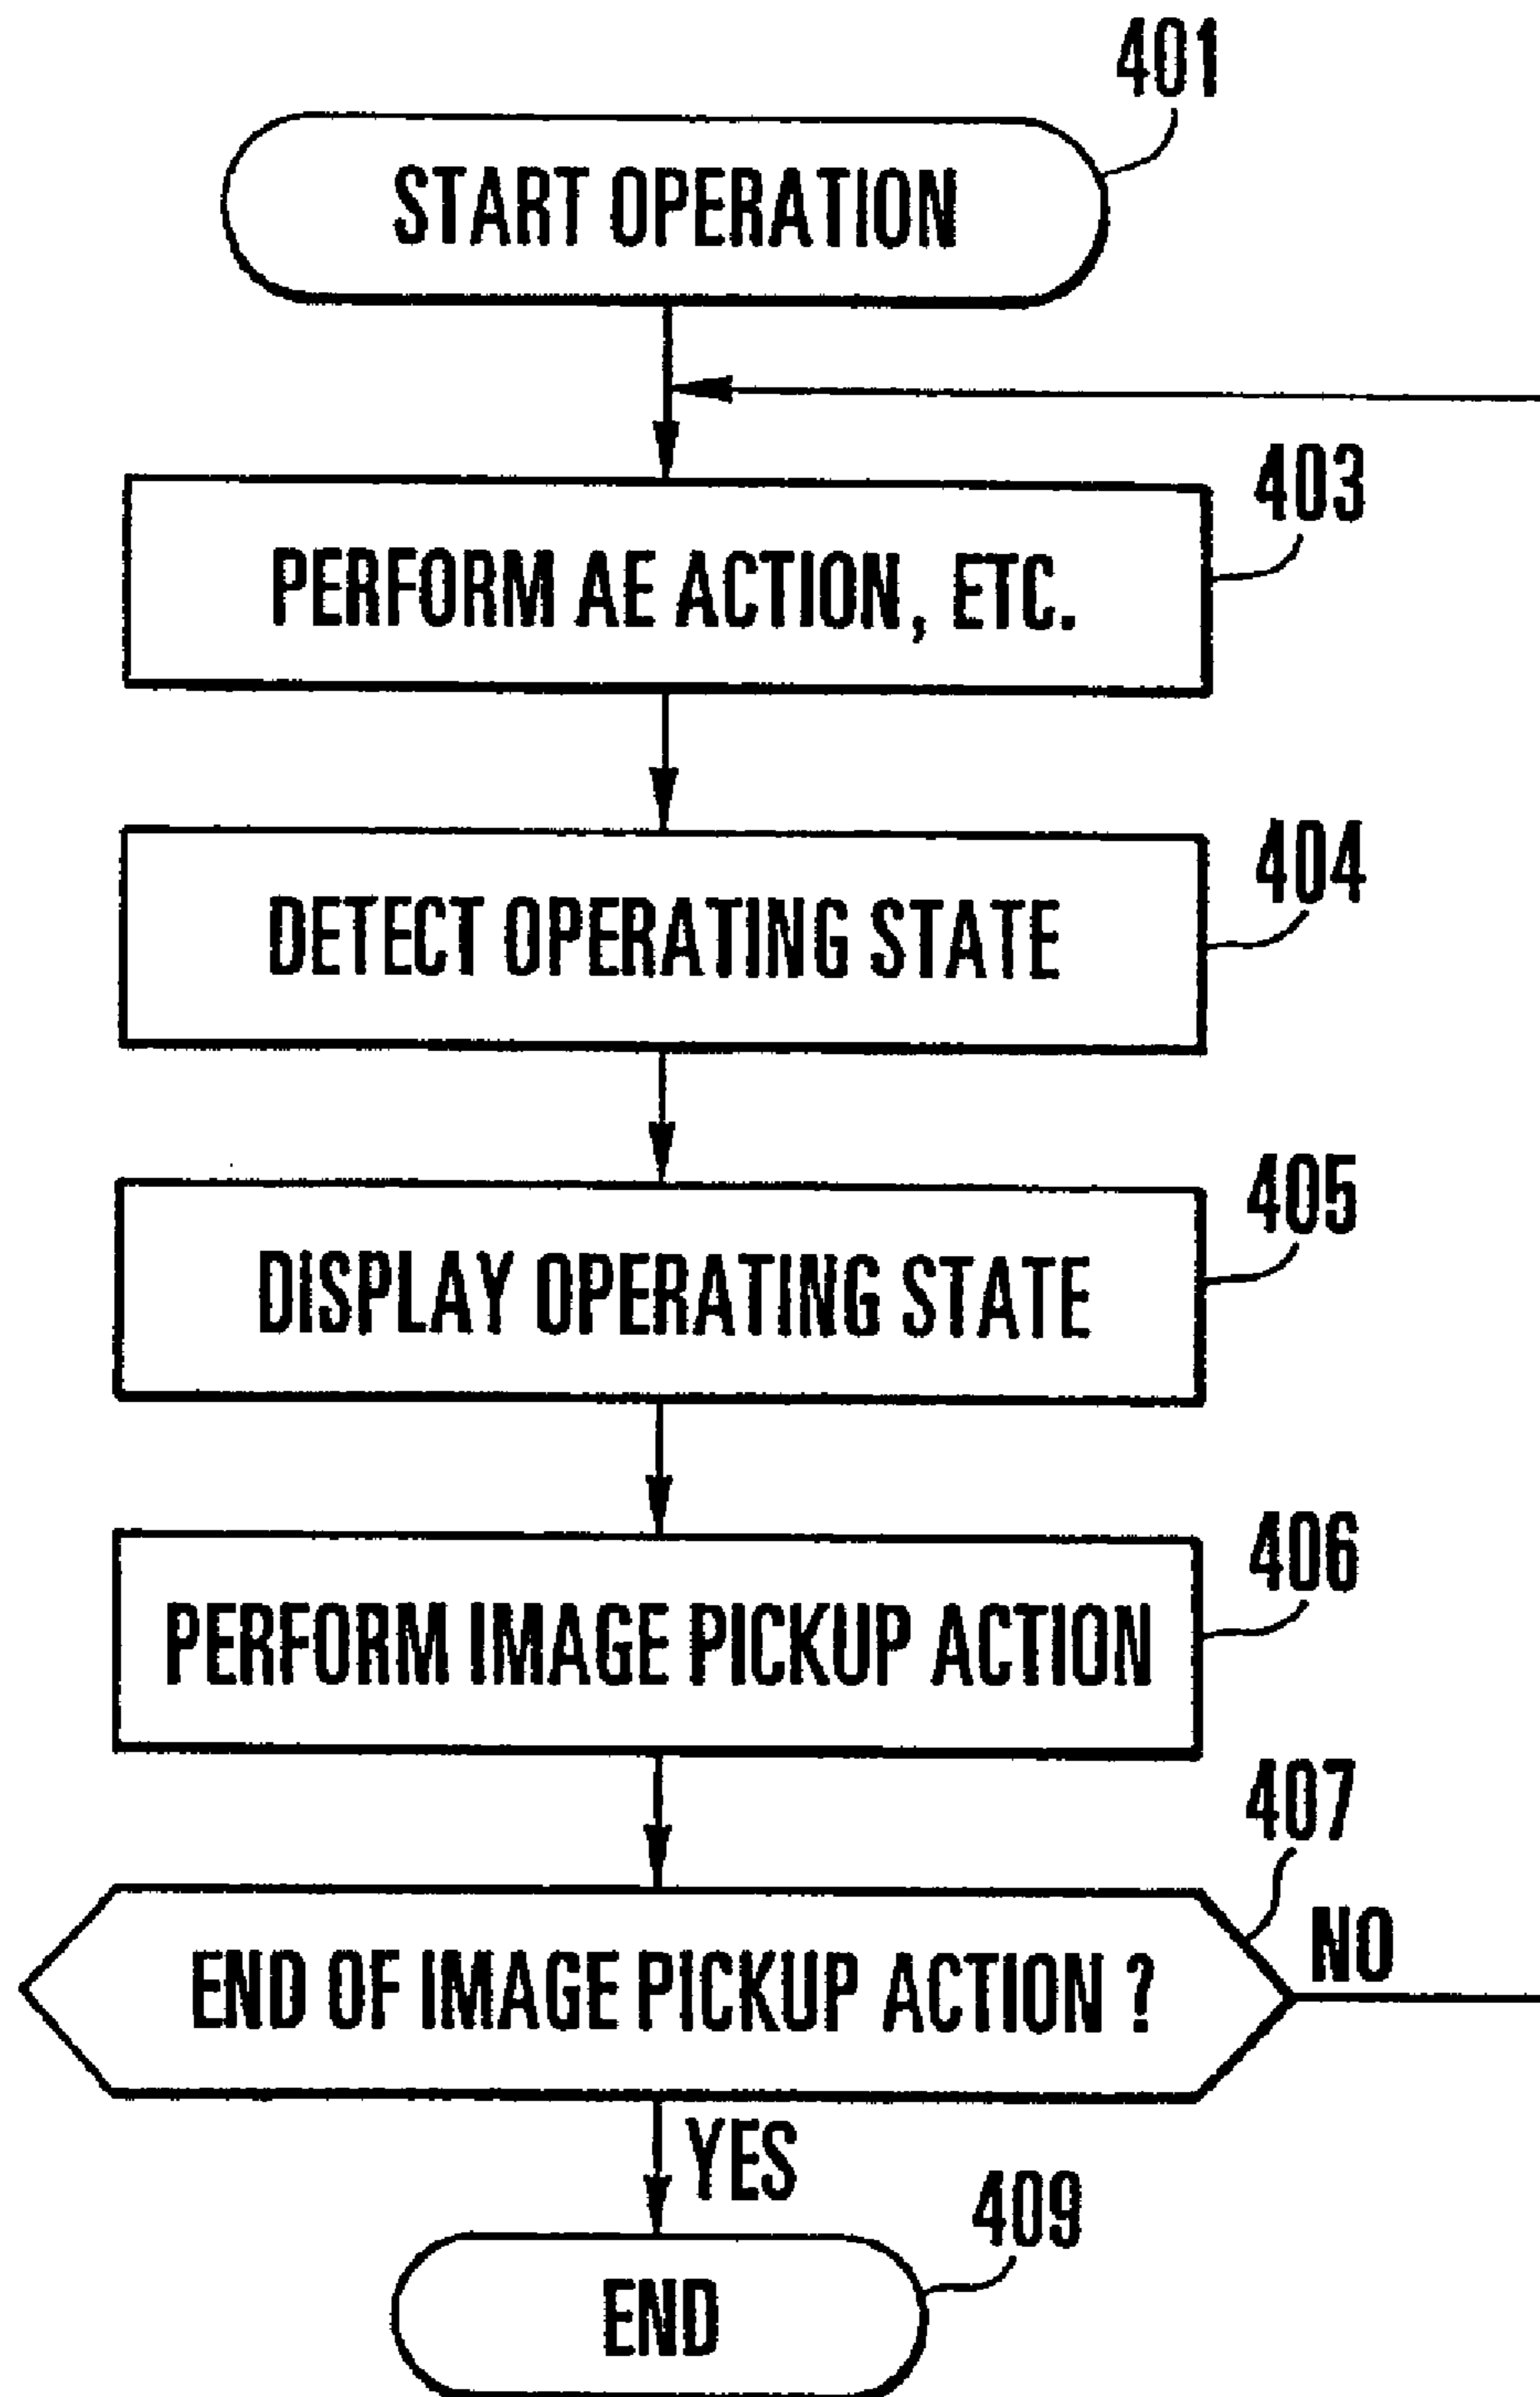 401
START OPERATION
403
PERFORM AE ACTION, ETC.
404
DETECT OPERATING STATE
405
DISPLAY OPERATING STATE
406
PERFORM IMAGE PICKUP ACTION
407
NO
END OF IMAGE PICKUP ACTION ?
YES
409
END